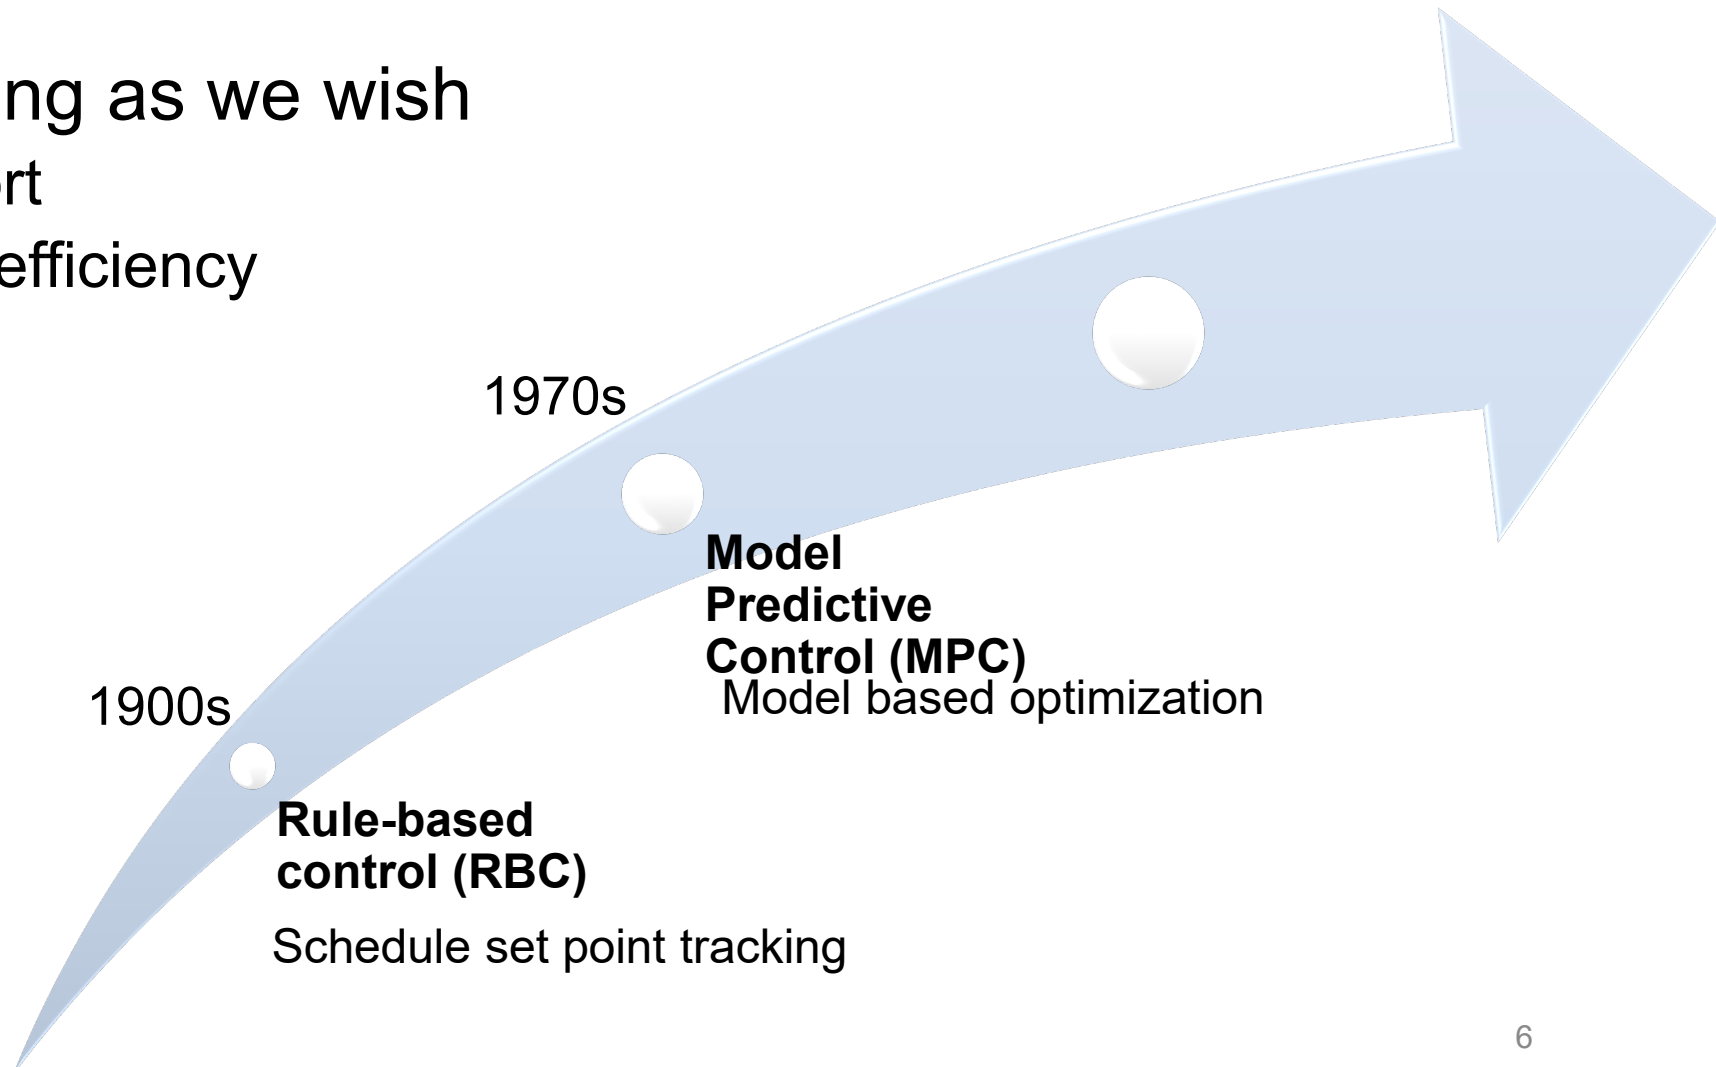 ng as we wish
rt
efficiency
1970s
Model
Predictive
Control (MPC)
Model based optimization
1900s
Rule-based
control (RBC)
Schedule set point tracking
6